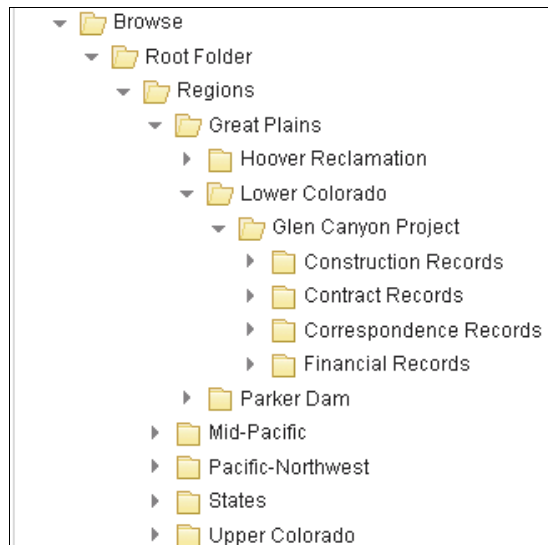 Browse
Root Folder
Regions
Great Plains
Hoover Reclamation
Lower Colorado
Glen Canyon Project
Construction Records
Contract Records
Correspondence Records
Financial Records
Parker Dam
Mid-Pacific
Pacific-Northwest
States
Upper Colorado